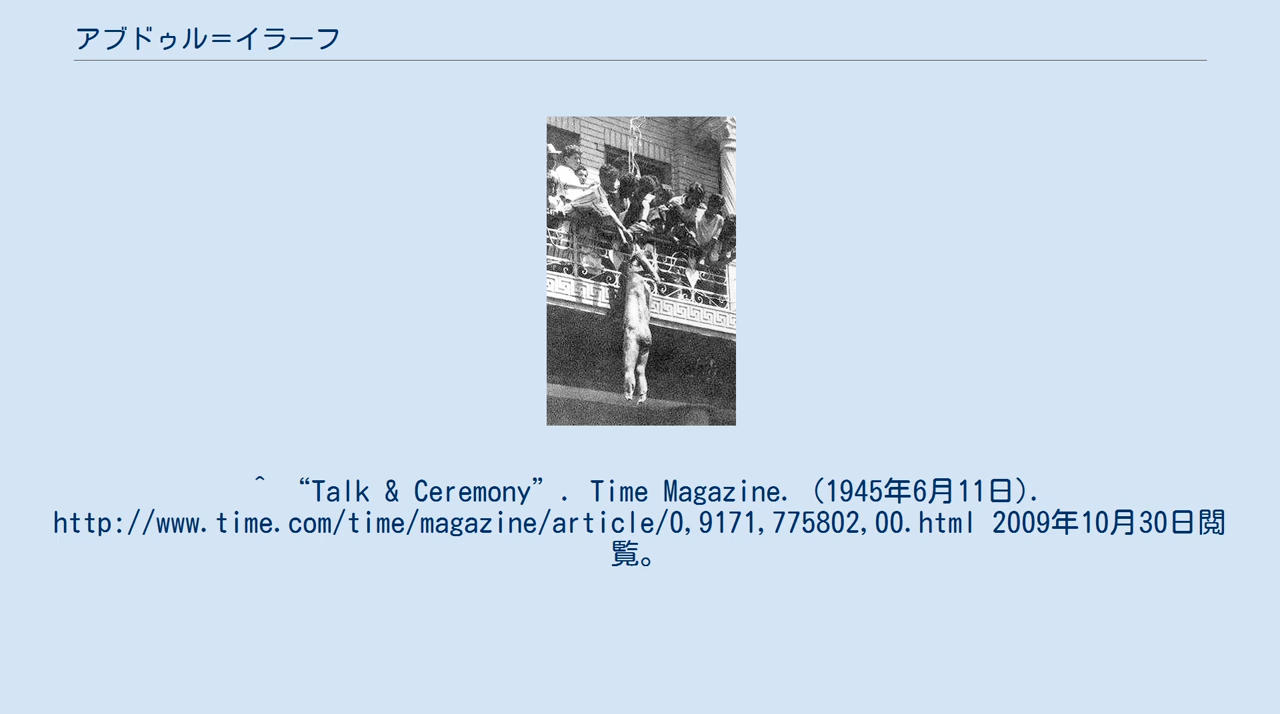 アブドゥル＝イラーフ
^ “Talk & Ceremony”. Time Magazine. (1945年6月11日).
http://www.time.com/time/magazine/article/0,9171,775802,00.html 2009年10月30日閲
覧。